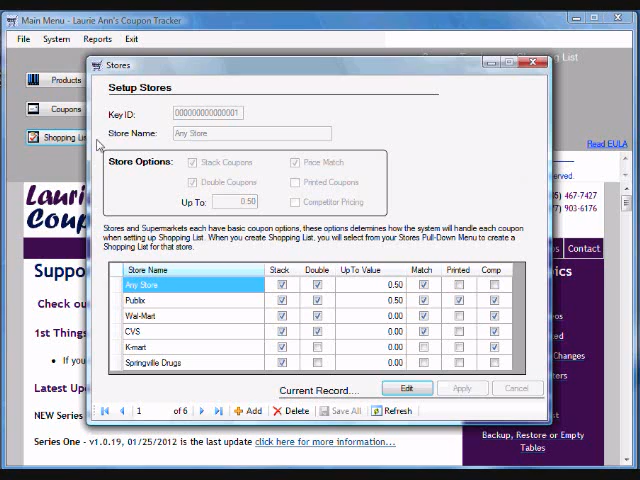 Main Menu - Laurie Ann's Coupon Tracker
File System Reports Exit
Shopping List
Products
Coupons
Shopping List
Read EULA
Stores
Setup Stores
Key ID: 000000000000001
Store Name: Any Store
Store Options:
Stack Coupons
Price Match
Double Coupons
Printed Coupons
Up To: 0.50
Competitor Pricing
Stores and Supermarkets each have basic coupon options, these options determines how the system will handle each coupon
when setting up Shopping List. When you create Shopping List, you will select from your Stores Pull-Down Menu to create a
Shopping List for that store.
Store Name Stack Double UpTo Value Match Printed Comp
Any Store 0.50
Publix 0.50
Wal-Mart 0.00
CVS 0.00
K-mart 0.00
Springville Drugs 0.00
Current Record....
Edit Apply Cancel
1 of 6 Add Delete Save All Refresh
served.
) 467-7427
) 903-6176
Laurie
Coup
Contact
Suppo
pics
Check ou
1st Things
If you
Changes
Latest Up
NEW Series
Series One - v1.0.19, 01/25/2012 is the last update click here for more information...
Backup, Restore or Empty
Tables